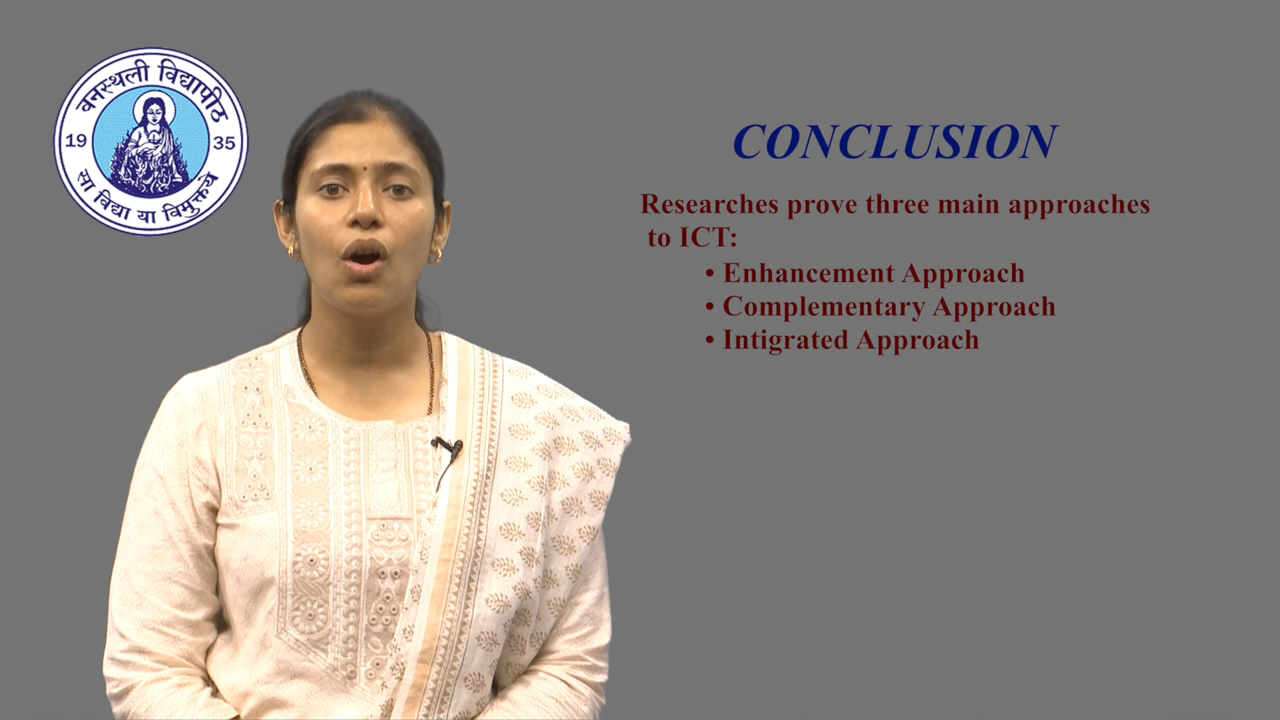 वनस्थली विद्यापीठ
19 35
सा विद्या या विमुक्तये
CONCLUSION
Researches prove three main approaches
to ICT:
• Enhancement Approach
• Complementary Approach
• Intigrated Approach